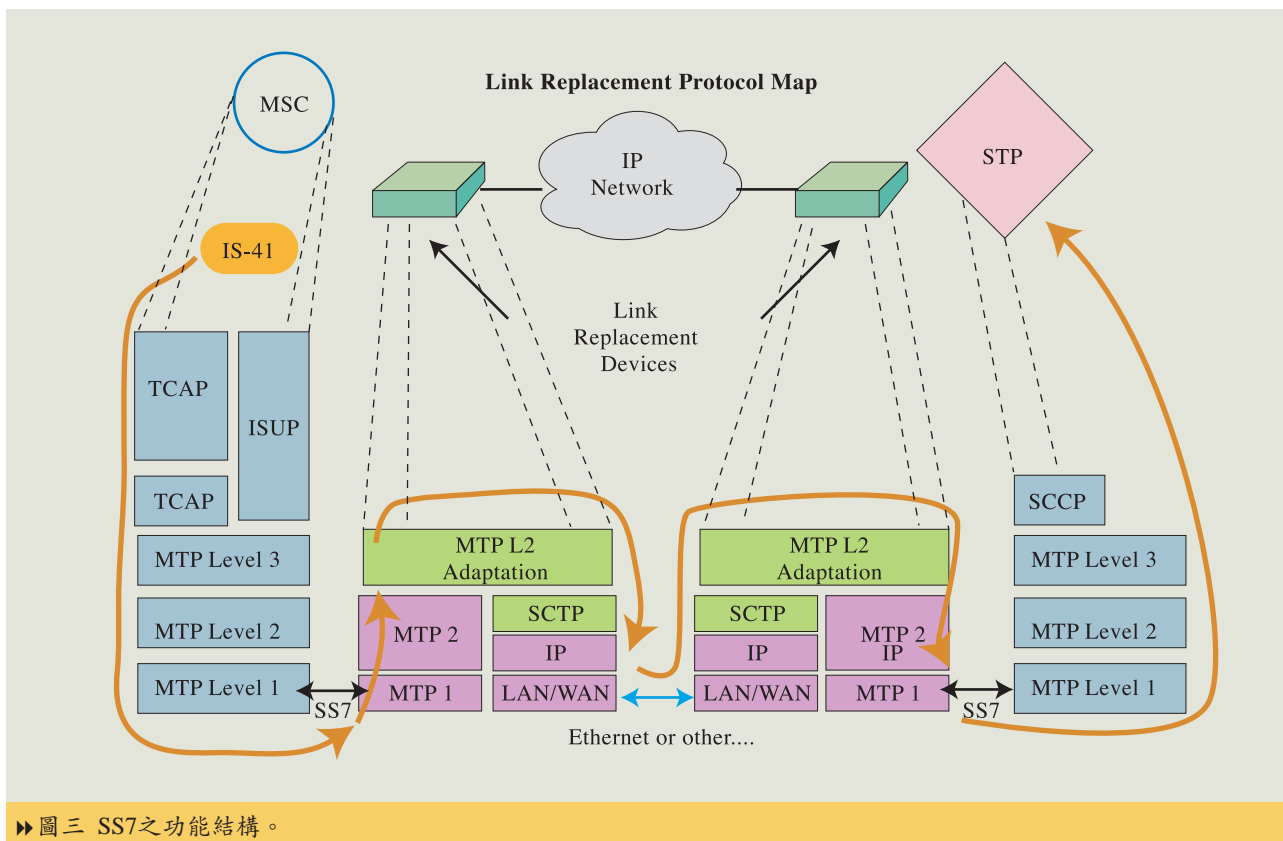 Link Replacement Protocol Map
MSC
IP
Network
STP
IS-41
Link
Replacement
Devices
TCAP
ISUP
TCAP
MTP Level 3
MTP Level 2
MTP Level 1
SS7
MTP L2
Adaptation
MTP 2
SCTP
IP
MTP 1
LAN/WAN
Ethernet or other....
MTP L2
Adaptation
SCTP
MTP 2
IP
IP
LAN/WAN
MTP 1
SS7
SCCP
MTP Level 3
MTP Level 2
MTP Level 1
圖三 SS7之功能結構。